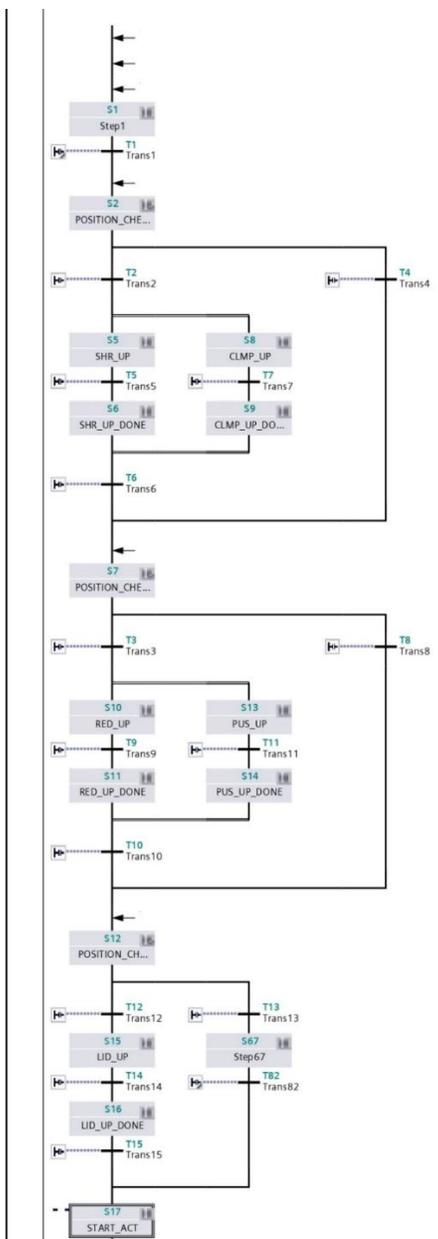 S1
Step1
T1
Trans1
S2
POSITION_CHE...
T2
Trans2
T4
Trans4
S5
SHR_UP
S8
CLMP_UP
T5
Trans5
T7
Trans7
S6
SHR_UP_DONE
S9
CLMP_UP_DO...
T6
Trans6
S7
POSITION_CHE...
T3
Trans3
T8
Trans8
S10
RED_UP
S13
PUS_UP
T9
Trans9
T11
Trans11
S11
RED_UP_DONE
S14
PUS_UP_DONE
T10
Trans10
S12
POSITION_CH...
T12
Trans12
T13
Trans13
S15
LID_UP
S67
Step67
T14
Trans14
T82
Trans82
S16
LID_UP_DONE
T15
Trans15
S17
START_ACT